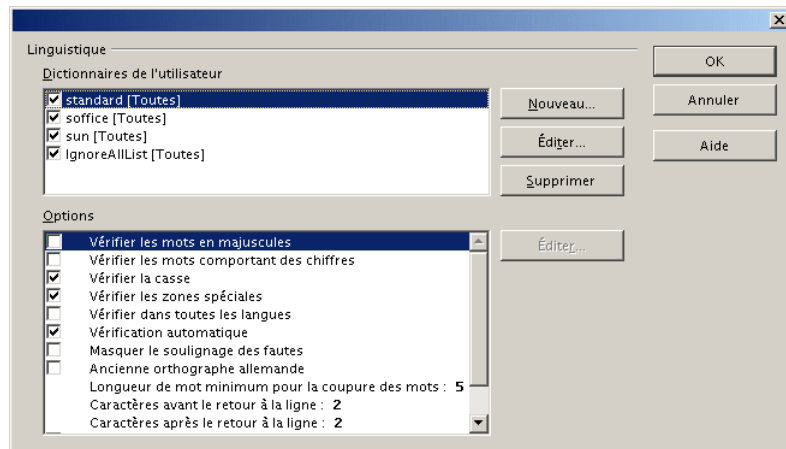 Linguistique
Dictionnaires de l'utilisateur
standard [Toutes]
soffice [Toutes]
sun [Toutes]
IgnoreAllList [Toutes]
Nouveau...
Éditer...
Supprimer
OK
Annuler
Aide
Options
Vérifier les mots en majuscules
Vérifier les mots comportant des chiffres
Vérifier la casse
Vérifier les zones spéciales
Vérifier dans toutes les langues
Vérification automatique
Masquer le soulignage des fautes
Ancienne orthographe allemande
Longueur de mot minimum pour la coupure des mots : 5
Caractères avant le retour à la ligne : 2
Caractères après le retour à la ligne : 2
Éditer...